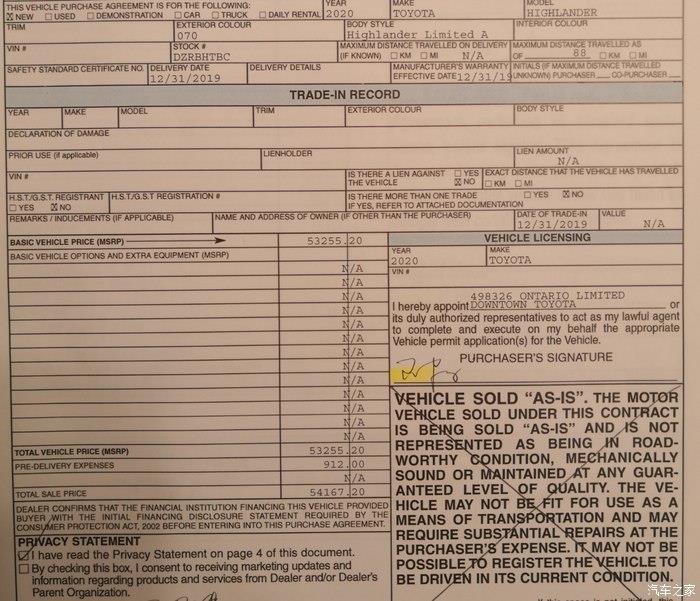 THIS VEHICLE PURCHASE AGREEMENT IS FOR THE FOLLOWING:
☒ NEW ☐ USED ☐ DEMONSTRATION ☐ CAR ☐ TRUCK ☐ DAILY RENTAL
YEAR
2020
MAKE
TOYOTA
MODEL
HIGHLANDER
TRIM
EXTERIOR COLOUR
070
BODY STYLE
Highlander Limited A
INTERIOR COLOUR
VIN #
STOCK #
DZRBHTBC
MAXIMUM DISTANCE TRAVELLED ON DELIVERY
(IF KNOWN) ☐ KM ☐ MI N/A
MAXIMUM DISTANCE TRAVELLED AS
OF 88 ☐ KM ☐ MI
SAFETY STANDARD CERTIFICATE NO.
DELIVERY DATE
12/31/2019
DELIVERY DETAILS
MANUFACTURER'S WARRANTY
EFFECTIVE DATE 12/31/19
INITIALS (IF MAXIMUM DISTANCE TRAVELLED
UNKNOWN) PURCHASER CO-PURCHASER
TRADE-IN RECORD
YEAR MAKE MODEL TRIM EXTERIOR COLOUR BODY STYLE
DECLARATION OF DAMAGE
PRIOR USE (if applicable) LIENHOLDER LIEN AMOUNT
N/A
VIN #
IS THERE A LIEN AGAINST ☐ YES
THE VEHICLE ☒ NO
EXACT DISTANCE THAT THE VEHICLE HAS TRAVELLED
☐ KM ☐ MI
H.S.T./G.S.T. REGISTRANT
☐ YES ☒ NO
H.S.T./G.S.T. REGISTRATION #
IS THERE MORE THAN ONE TRADE ☐ YES ☒ NO
IF YES, REFER TO ATTACHED DOCUMENTATION
REMARKS / INDUCEMENTS (IF APPLICABLE)
NAME AND ADDRESS OF OWNER (IF OTHER THAN THE PURCHASER)
DATE OF TRADE-IN
12/31/2019
VALUE
N/A
BASIC VEHICLE PRICE (MSRP) 53255.20
BASIC VEHICLE OPTIONS AND EXTRA EQUIPMENT (MSRP)
N/A
N/A
N/A
N/A
N/A
N/A
N/A
N/A
N/A
N/A
N/A
N/A
N/A
TOTAL VEHICLE PRICE (MSRP) 53255.20
PRE-DELIVERY EXPENSES 912.00
N/A
TOTAL SALE PRICE 54167.20
DEALER CONFIRMS THAT THE FINANCIAL INSTITUTION FINANCING THIS VEHICLE PROVIDED
BUYER WITH THE INITIAL FINANCING DISCLOSURE STATEMENT REQUIRED BY THE
CONSUMER PROTECTION ACT, 2002 BEFORE ENTERING INTO THIS PURCHASE AGREEMENT.
PRIVACY STATEMENT
☑ I have read the Privacy Statement on page 4 of this document.
☐ By checking this box, I consent to receiving marketing updates and
information regarding products and services from Dealer and/or Dealer's
Parent Organization.
VEHICLE LICENSING
YEAR
2020
MAKE
TOYOTA
VIN #
498326 ONTARIO LIMITED
I hereby appoint DOWNTOWN TOYOTA or
its duly authorized representatives to act as my lawful agent
to complete and execute on my behalf the appropriate
Vehicle permit application(s) for the Vehicle.
PURCHASER'S SIGNATURE
VEHICLE SOLD "AS-IS". THE MOTOR
VEHICLE SOLD UNDER THIS CONTRACT
IS BEING SOLD "AS-IS" AND IS NOT
REPRESENTED AS BEING IN ROAD-
WORTHY CONDITION, MECHANICALLY
SOUND OR MAINTAINED AT ANY GUAR-
ANTEED LEVEL OF QUALITY. THE VE-
HICLE MAY NOT BE FIT FOR USE AS A
MEANS OF TRANSPORTATION AND MAY
REQUIRE SUBSTANTIAL REPAIRS AT THE
PURCHASER'S EXPENSE. IT MAY NOT BE
POSSIBLE TO REGISTER THE VEHICLE TO
BE DRIVEN IN ITS CURRENT CONDITION.
汽车之家